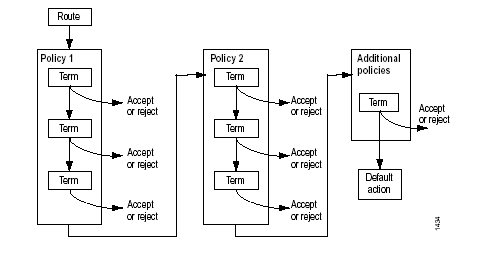 Route
Policy 1
Term
Accept
or reject
Term
Accept
or reject
Term
Accept
or reject
Policy 2
Term
Accept
or reject
Term
Accept
or reject
Term
Accept
or reject
Additional
policies
Term
Accept
or reject
Default
action
1434